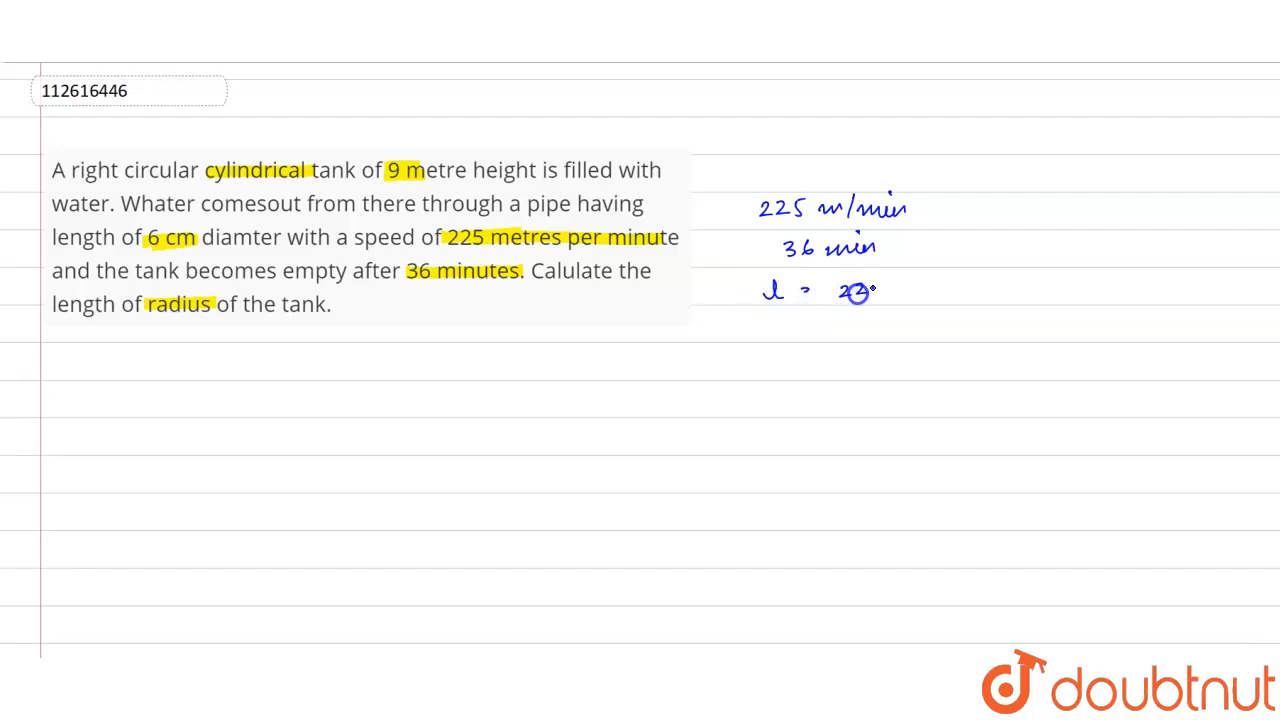 112616446
A right circular cylindrical tank of 9 metre height is filled with
water. Whater comesout from there through a pipe having
length of 6 cm diamter with a speed of 225 metres per minute
and the tank becomes empty after 36 minutes. Calulate the
length of radius of the tank.
225 m/min
36 min
l = 22
doubtnut